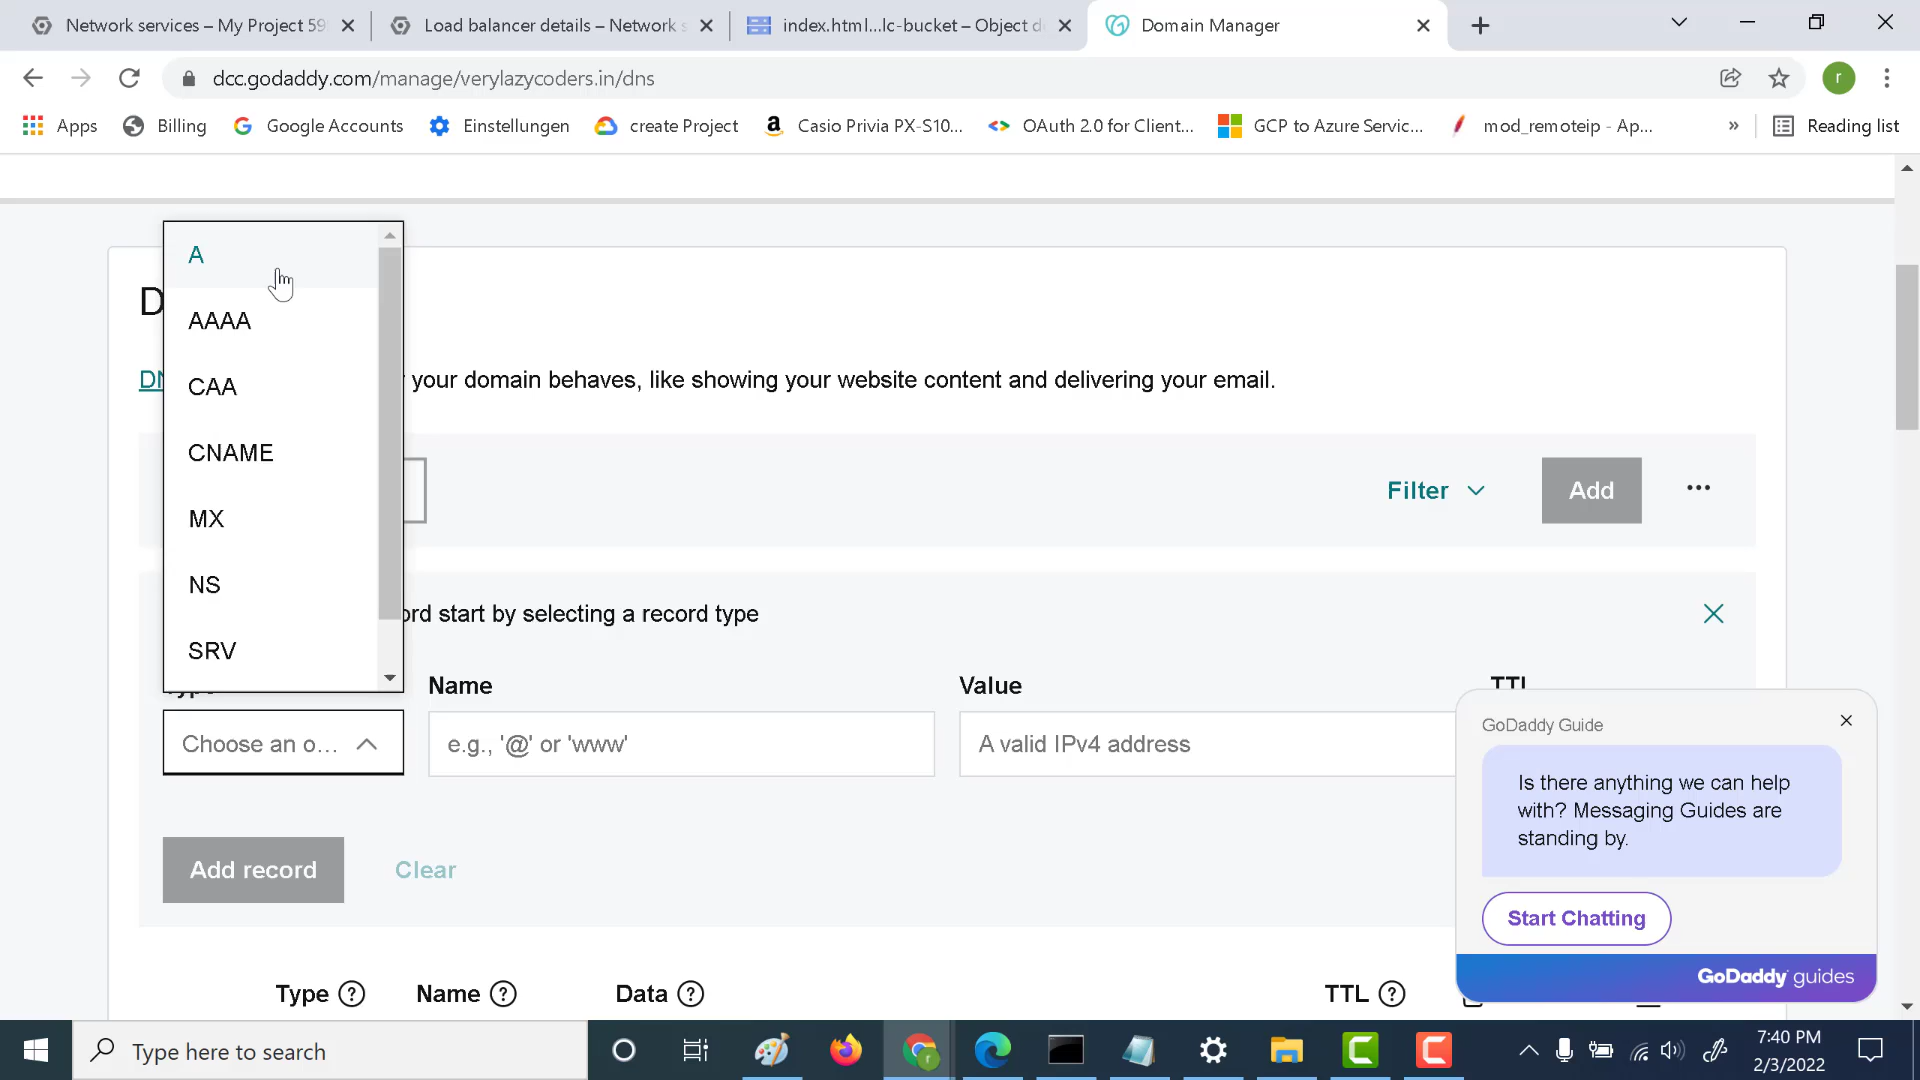 Network services – My Project 59
Load balancer details – Network s
index.html...lc-bucket – Object de
Domain Manager
dcc.godaddy.com/manage/verylazycoders.in/dns
r
Apps
Billing
Google Accounts
Einstellungen
create Project
Casio Privia PX-S10...
OAuth 2.0 for Client...
GCP to Azure Servic...
mod_remoteip - Ap...
»
Reading list
A
AAAA
CAA
CNAME
MX
NS
SRV
D
DN
your domain behaves, like showing your website content and delivering your email.
Filter
Add
...
ord start by selecting a record type
Name
Value
TTL
Choose an o...
e.g., '@' or 'www'
A valid IPv4 address
Add record
Clear
GoDaddy Guide
Is there anything we can help
with? Messaging Guides are
standing by.
Start Chatting
GoDaddy guides
Type
Name
Data
TTL
Type here to search
7:40 PM
2/3/2022